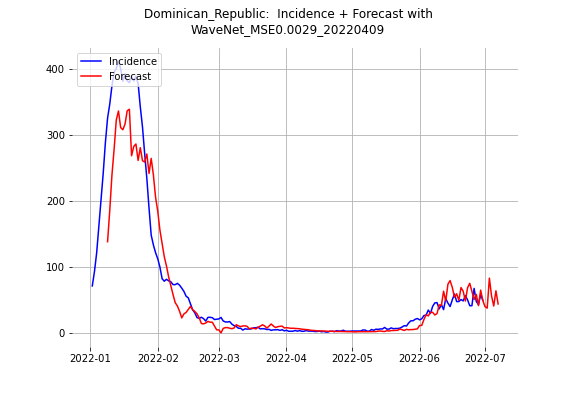 Dominican_Republic:  Incidence + Forecast with
WaveNet_MSE0.0029_20220409
Incidence
Forecast
400
300
200
100
0
2022-01 2022-02 2022-03 2022-04 2022-05 2022-06 2022-07